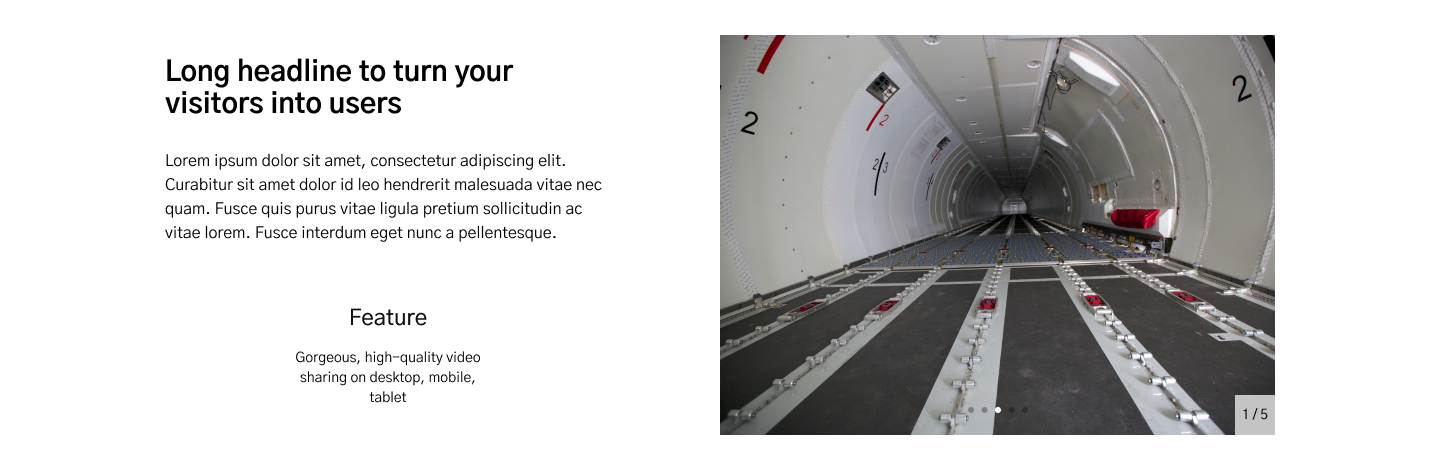 Long headline to turn your
visitors into users
Lorem ipsum dolor sit amet, consectetur adipiscing elit.
Curabitur sit amet dolor id leo hendrerit malesuada vitae nec
quam. Fusce quis purus vitae ligula pretium sollicitudin ac
vitae lorem. Fusce interdum eget nunc a pellentesque.
Feature
Gorgeous, high-quality video
sharing on desktop, mobile,
tablet
2
2
2/3
2
1 / 5